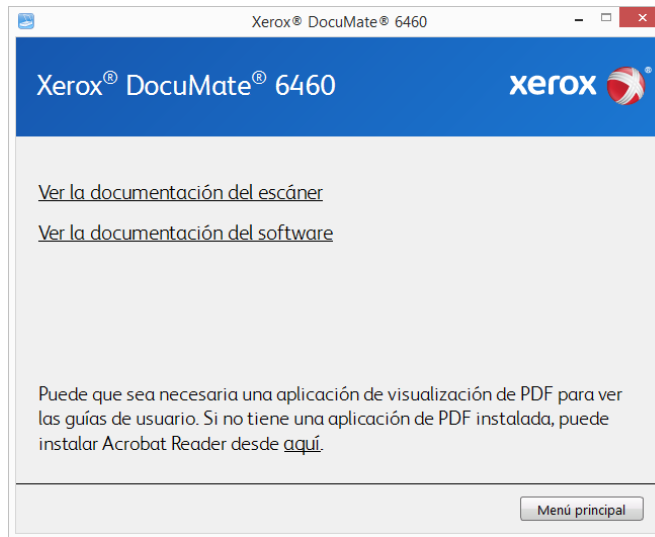 Xerox® DocuMate® 6460
Xerox® DocuMate® 6460
xerox ®
Ver la documentación del escáner
Ver la documentación del software
Puede que sea necesaria una aplicación de visualización de PDF para ver
las guías de usuario. Si no tiene una aplicación de PDF instalada, puede
instalar Acrobat Reader desde aquí.
Menú principal